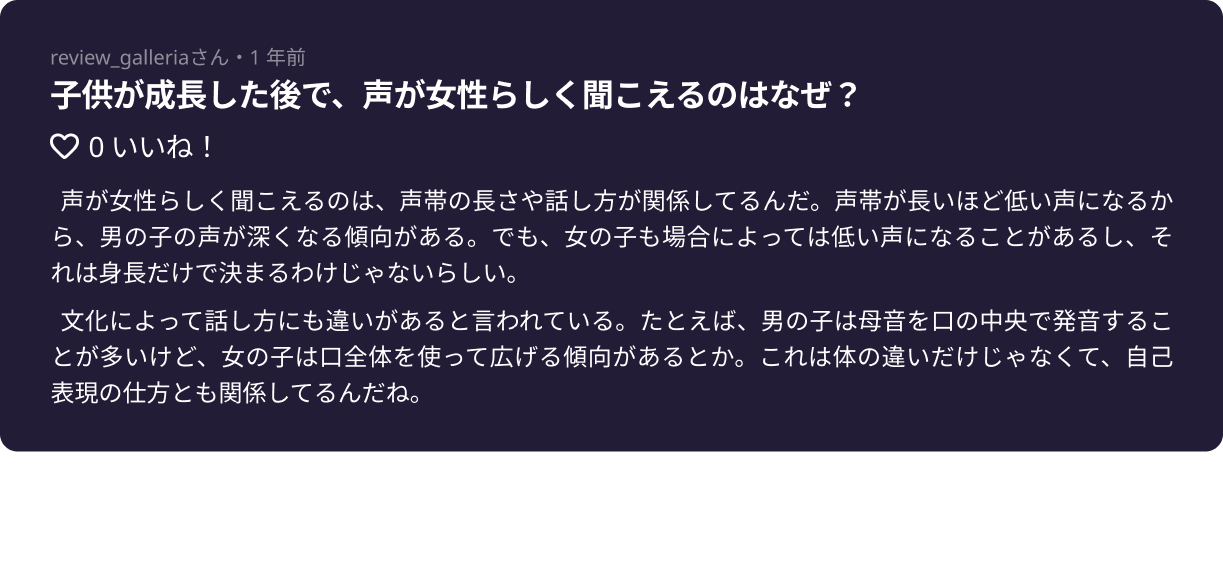 review_galleriaさん・1 年前
子供が成長した後で、声が女性らしく聞こえるのはなぜ？
0 いいね！
声が女性らしく聞こえるのは、声帯の長さや話し方が関係してるんだ。声帯が長いほど低い声になるか
ら、男の子の声が深くなる傾向がある。でも、女の子も場合によっては低い声になることがあるし、そ
れは身長だけで決まるわけじゃないらしい。
文化によって話し方にも違いがあると言われている。たとえば、男の子は母音を口の中央で発音するこ
とが多いけど、女の子は口全体を使って広げる傾向があるとか。これは体の違いだけじゃなくて、自己
表現の仕方とも関係してるんだね。